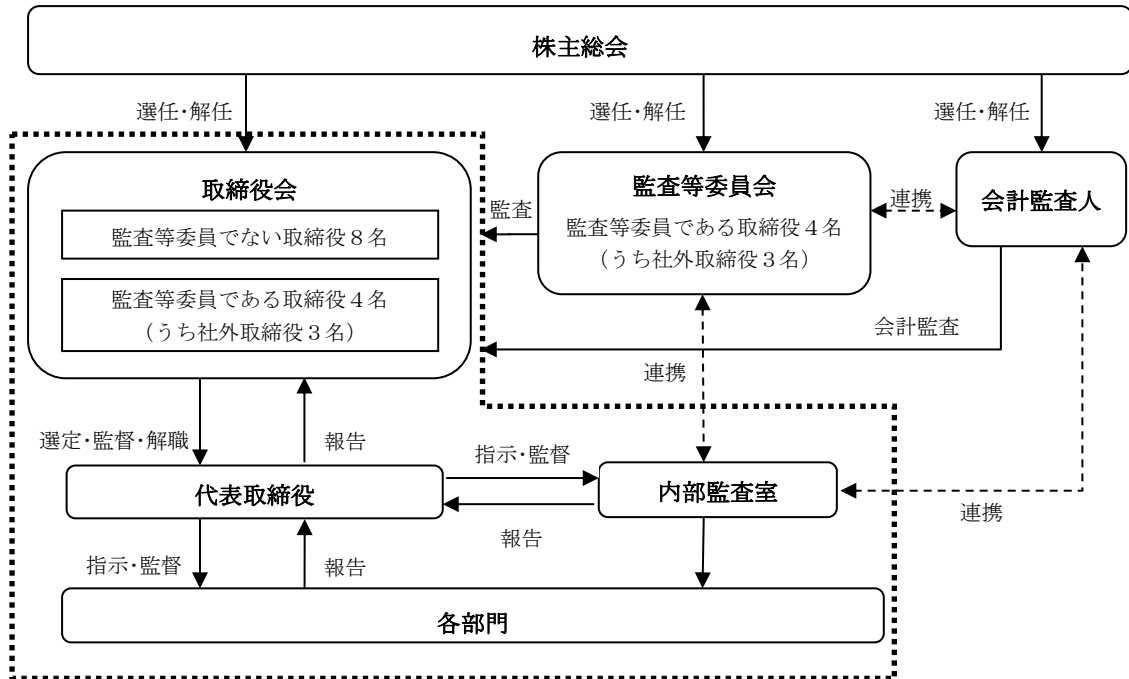 株主総会
選任・解任
選任・解任
選任・解任
取締役会
監査等委員でない取締役８名
監査等委員である取締役４名
（うち社外取締役３名）
監査
監査等委員会
監査等委員である取締役４名
（うち社外取締役３名）
連携
会計監査人
会計監査
連携
選定・監督・解職
報告
指示・監督
代表取締役
内部監査室
報告
連携
指示・監督
報告
各部門